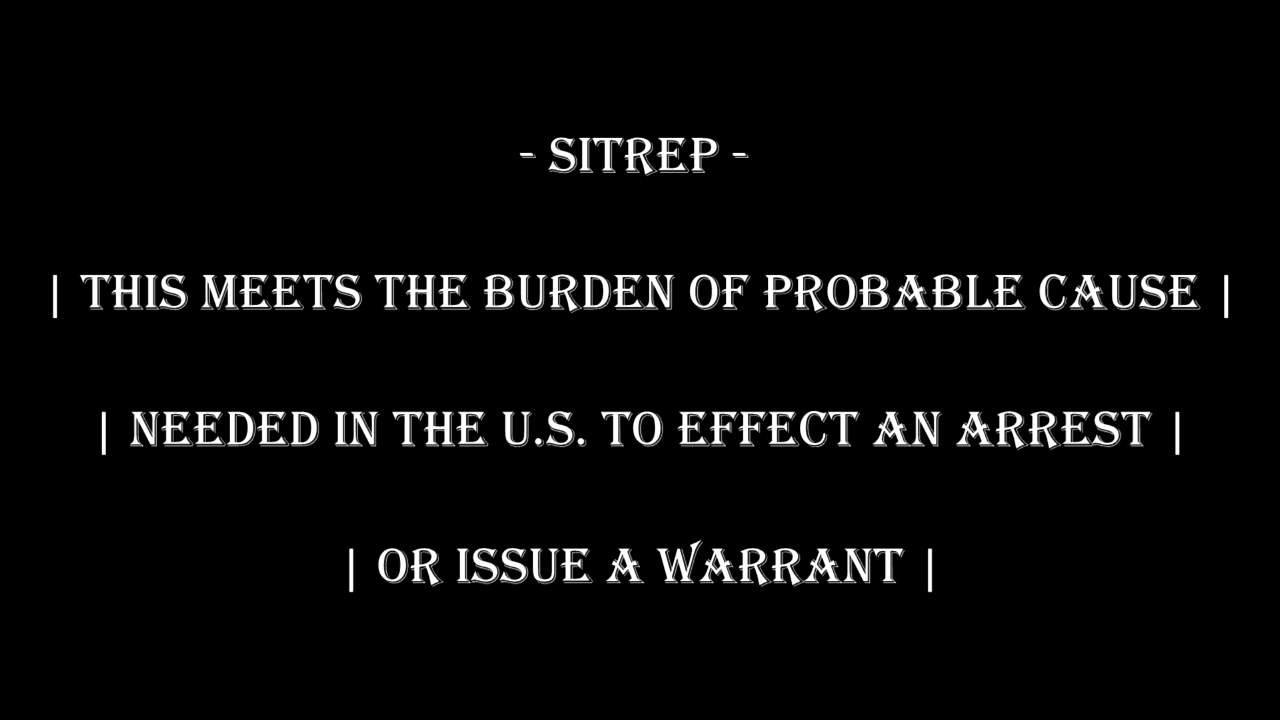 - SITREP -
| THIS MEETS THE BURDEN OF PROBABLE CAUSE |
| NEEDED IN THE U.S. TO EFFECT AN ARREST |
| OR ISSUE A WARRANT |